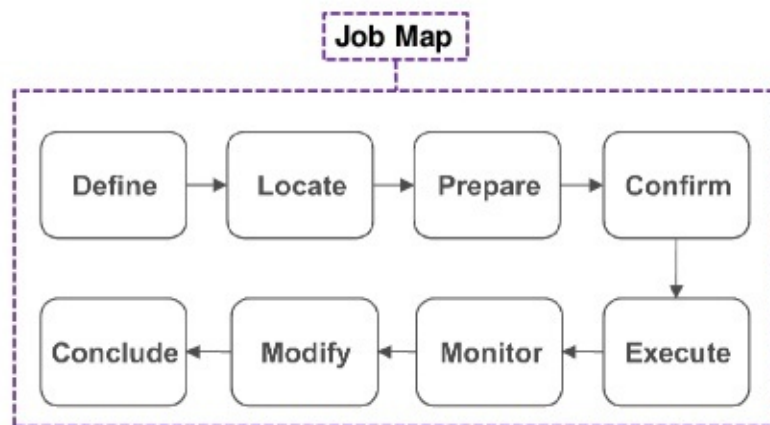 Job Map
Define
Locate
Prepare
Confirm
Execute
Monitor
Modify
Conclude